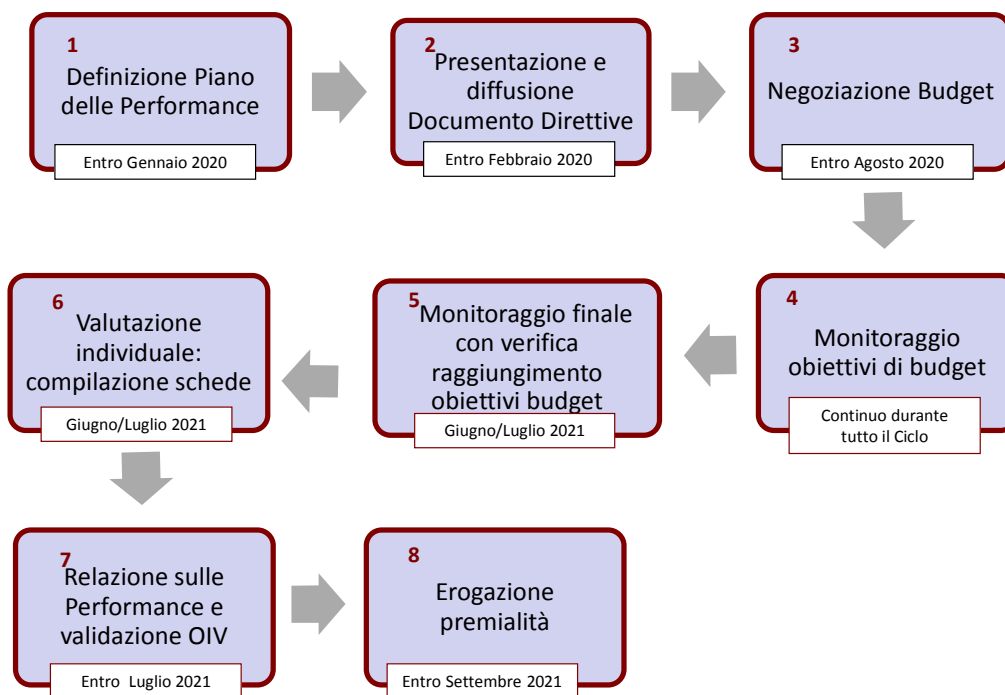 1
Definizione Piano
delle Performance
Entro Gennaio 2020
2
Presentazione e
diffusione
Documento Direttive
Entro Febbraio 2020
3
Negoziazione Budget
Entro Agosto 2020
4
Monitoraggio
obiettivi di budget
Continuo durante
tutto il Ciclo
5
Monitoraggio finale
con verifica
raggiungimento
obiettivi budget
Giugno/Luglio 2021
6
Valutazione
individuale:
compilazione schede
Giugno/Luglio 2021
7
Relazione sulle
Performance e
validazione OIV
Entro Luglio 2021
8
Erogazione
premialità
Entro Settembre 2021